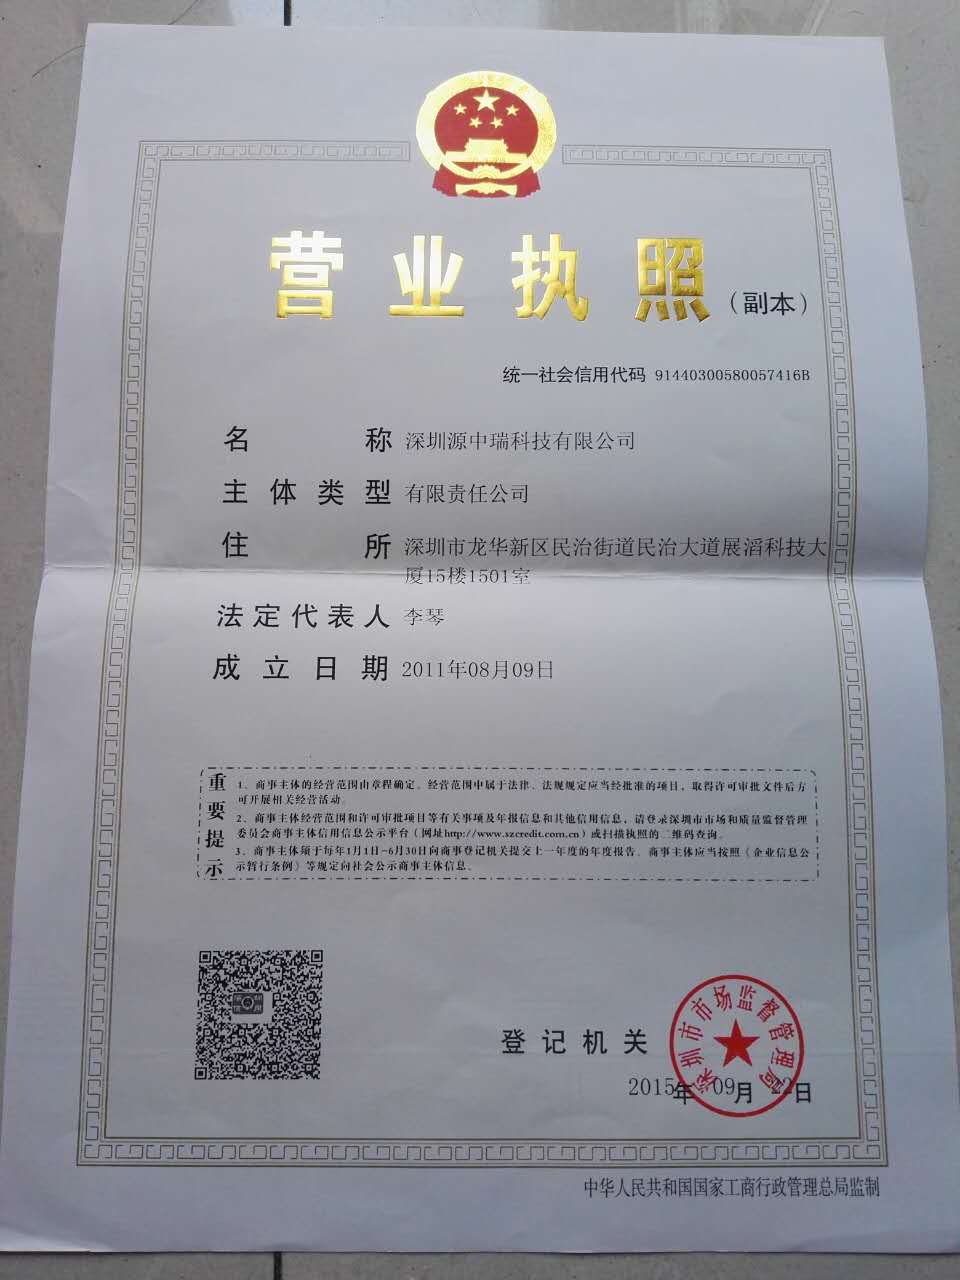 营业执照（副本）
统一社会信用代码 91440300580057416B
名称 深圳源中瑞科技有限公司
主体类型 有限责任公司
住所 深圳市龙华新区民治街道民治大道展滔科技大
厦15楼1501室
法定代表人 李琴
成立日期 2011年08月09日
重要提示
1、商事主体的经营范围由章程确定。经营范围中属于法律、法规规定应当经批准的项目，取得许可审批文件后方
可开展相关经营活动。
2、商事主体经营范围和许可审批项目等有关事项及年报信息和其他信用信息，请登录深圳市市场和质量监督管理
委员会商事主体信用信息公示平台（网址http://www.szcredit.com.cn）或扫描执照的二维码查询。
3、商事主体须于每年1月1日-6月30日向商事登记机关提交上一年度的年度报告。商事主体应当按照《企业信息公
示暂行条例》等规定向社会公示商事主体信息。
登记机关
深圳市市场监督管理局
2015年09月22日
中华人民共和国国家工商行政管理总局监制